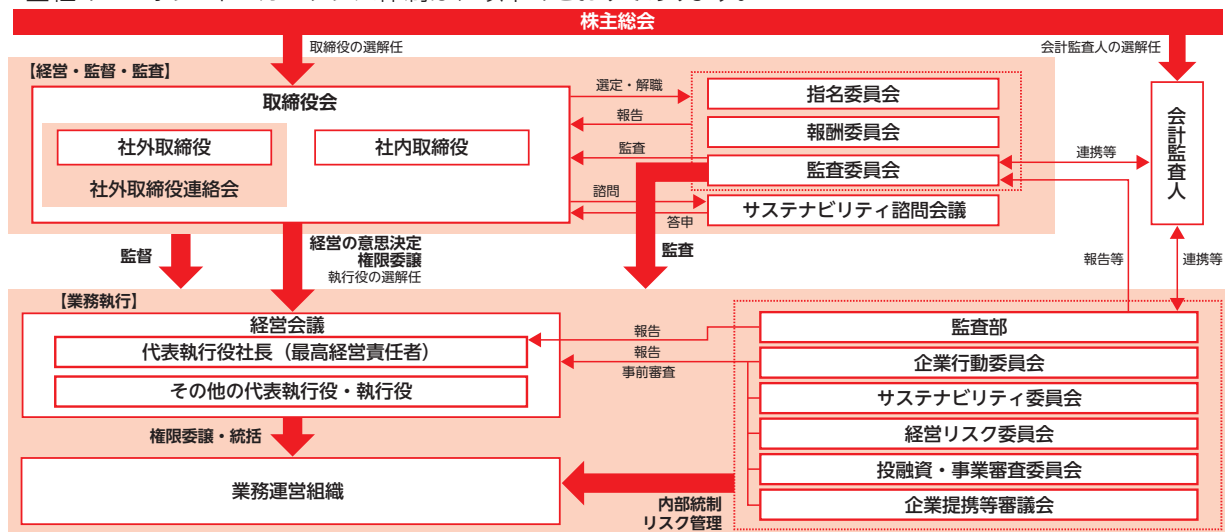 株主総会
取締役の選解任
会計監査人の選解任
【経営・監督・監査】
取締役会
社外取締役
社内取締役
社外取締役連絡会
選定・解職
報告
監査
諮問
答申
指名委員会
報酬委員会
監査委員会
サステナビリティ諮問会議
連携等
会計監査人
監督
経営の意思決定
権限委譲
執行役の選解任
監査
報告等
連携等
【業務執行】
経営会議
代表執行役社長（最高経営責任者）
その他の代表執行役・執行役
報告
報告
事前審査
監査部
企業行動委員会
サステナビリティ委員会
経営リスク委員会
投融資・事業審査委員会
企業提携等審議会
権限委譲・統括
業務運営組織
内部統制
リスク管理